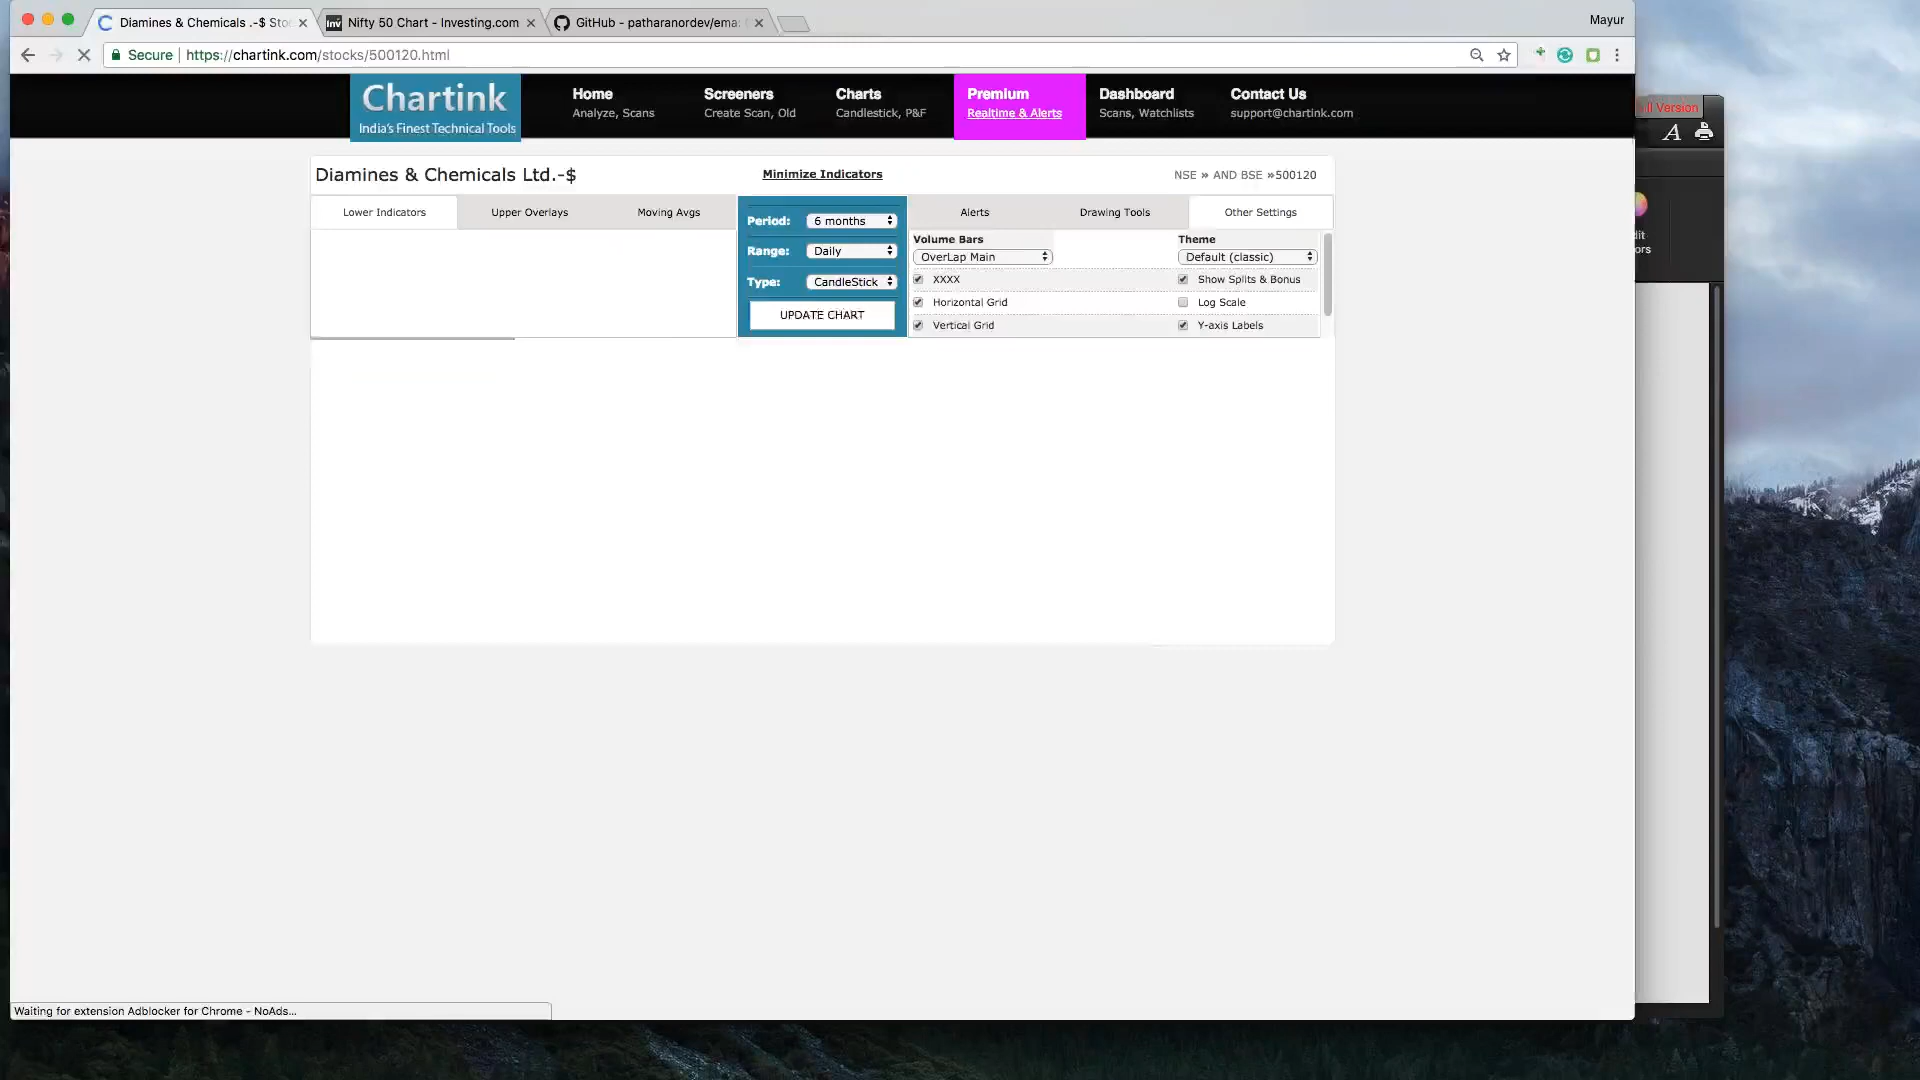 Diamines & Chemicals .-$ Sto
Nifty 50 Chart - Investing.com
GitHub - patharanordev/ema
Mayur
Secure | https://chartink.com/stocks/500120.html
Chartink
India's Finest Technical Tools
Home
Analyze, Scans
Screeners
Create Scan, Old
Charts
Candlestick, P&F
Premium
Realtime & Alerts
Dashboard
Scans, Watchlists
Contact Us
support@chartink.com
Version
A
Diamines & Chemicals Ltd.-$
Minimize Indicators
NSE » AND BSE »500120
Lower Indicators
Upper Overlays
Moving Avgs
Period: 6 months
Range: Daily
Type: CandleStick
UPDATE CHART
Alerts
Drawing Tools
Other Settings
Volume Bars
OverLap Main
Theme
Default (classic)
XXXX
Show Splits & Bonus
Horizontal Grid
Log Scale
Vertical Grid
Y-axis Labels
Waiting for extension Adblocker for Chrome - NoAds...